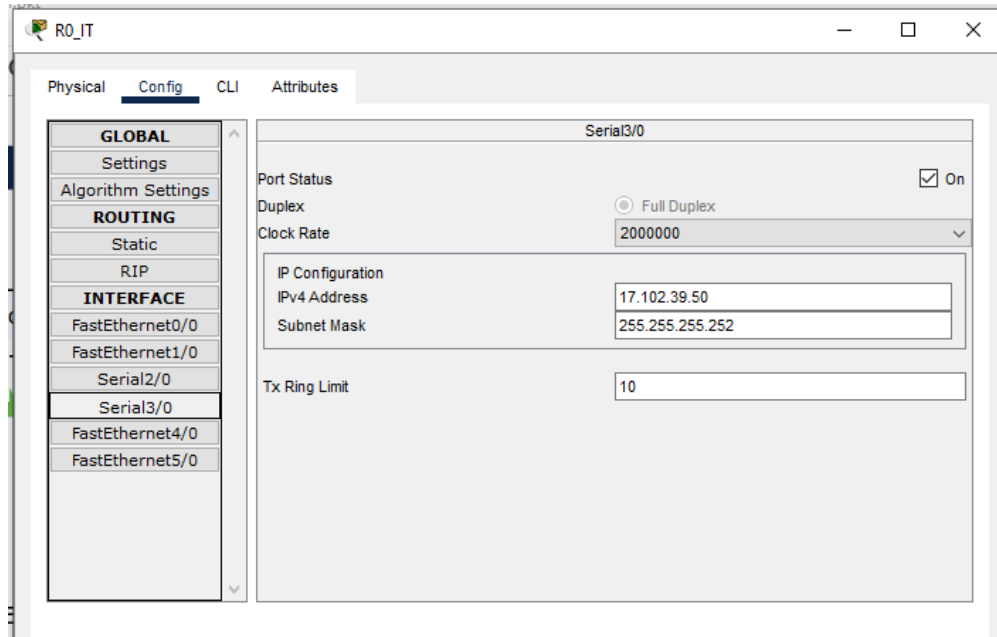 R0_IT
Physical Config CLI Attributes
GLOBAL
Settings
Algorithm Settings
ROUTING
Static
RIP
INTERFACE
FastEthernet0/0
FastEthernet1/0
Serial2/0
Serial3/0
FastEthernet4/0
FastEthernet5/0
Serial3/0
Port Status On
Duplex Full Duplex
Clock Rate 2000000
IP Configuration
IPv4 Address 17.102.39.50
Subnet Mask 255.255.255.252
Tx Ring Limit 10